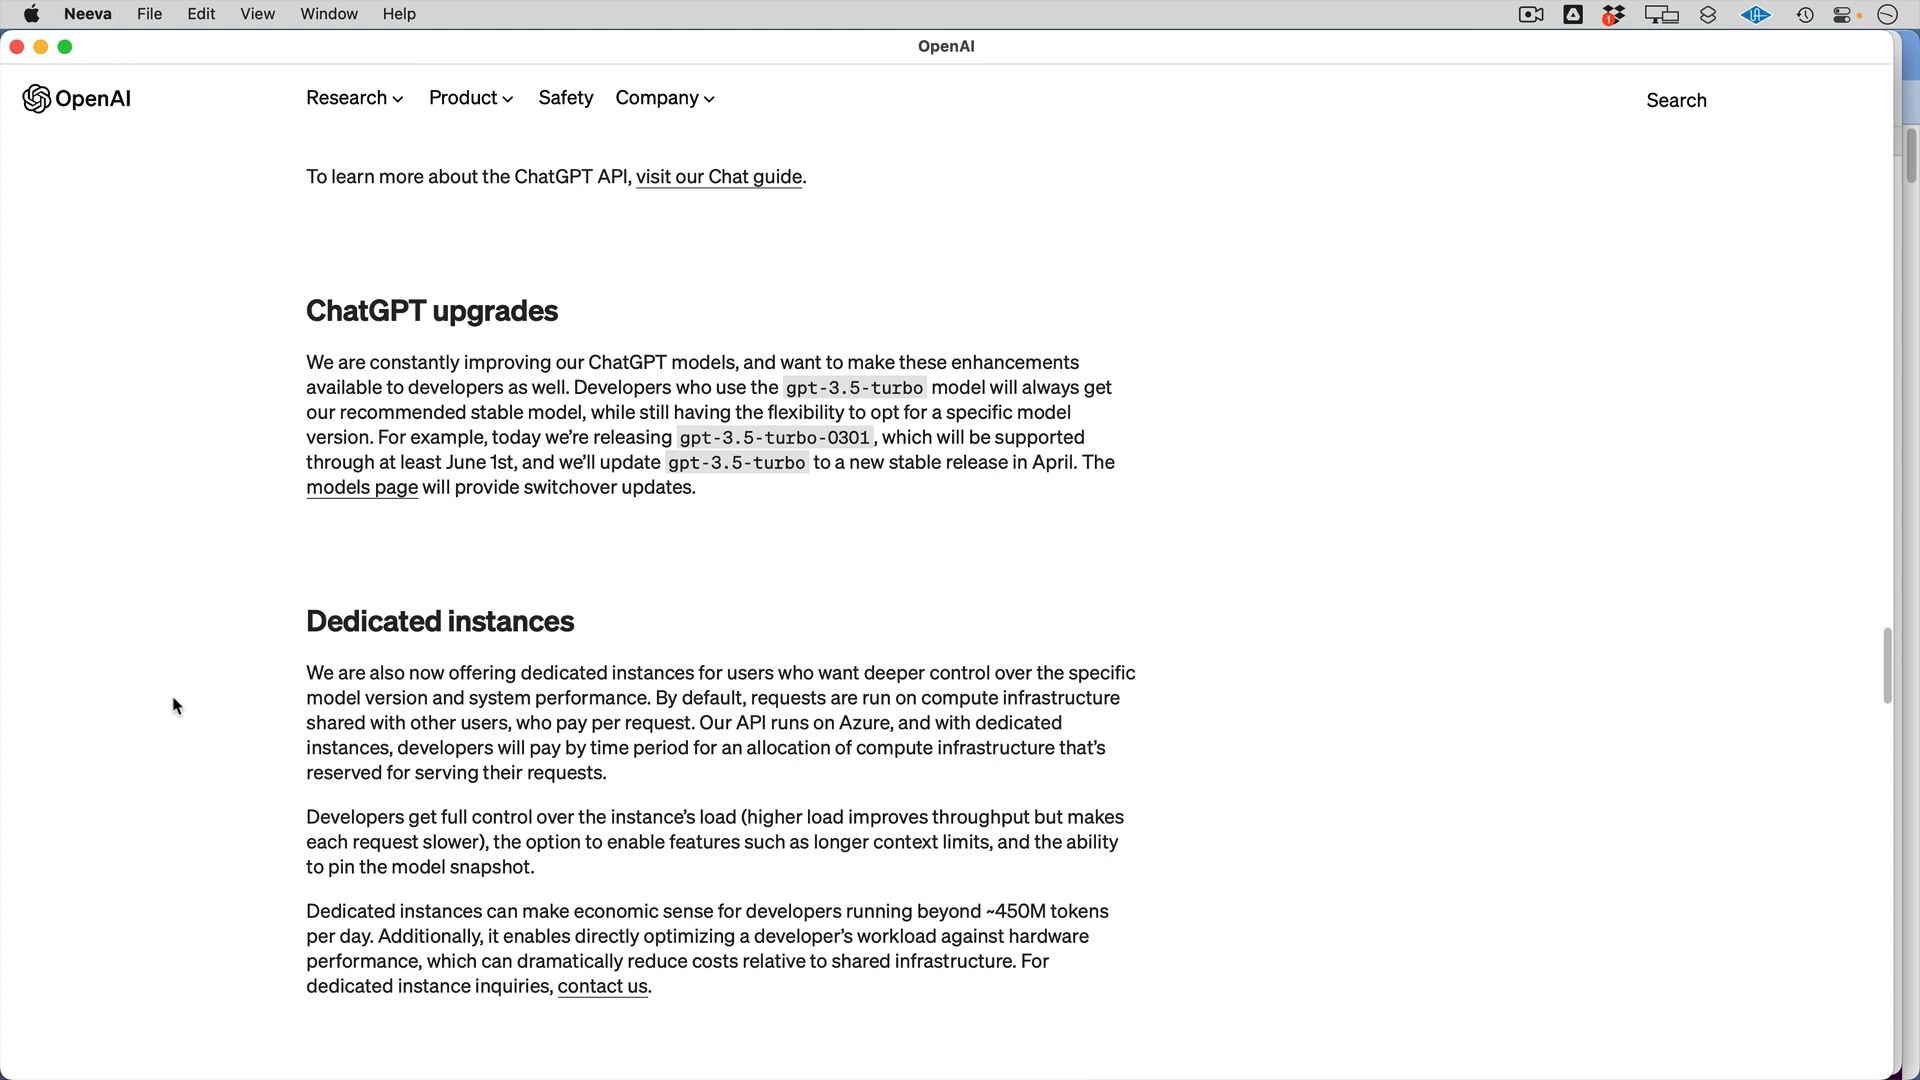 Neeva File Edit View Window Help
1
OpenAI
OpenAI Research Product Safety Company Search
To learn more about the ChatGPT API, visit our Chat guide.
ChatGPT upgrades
We are constantly improving our ChatGPT models, and want to make these enhancements
available to developers as well. Developers who use the gpt-3.5-turbo model will always get
our recommended stable model, while still having the flexibility to opt for a specific model
version. For example, today we’re releasing gpt-3.5-turbo-0301, which will be supported
through at least June 1st, and we’ll update gpt-3.5-turbo to a new stable release in April. The
models page will provide switchover updates.
Dedicated instances
We are also now offering dedicated instances for users who want deeper control over the specific
model version and system performance. By default, requests are run on compute infrastructure
shared with other users, who pay per request. Our API runs on Azure, and with dedicated
instances, developers will pay by time period for an allocation of compute infrastructure that’s
reserved for serving their requests.
Developers get full control over the instance’s load (higher load improves throughput but makes
each request slower), the option to enable features such as longer context limits, and the ability
to pin the model snapshot.
Dedicated instances can make economic sense for developers running beyond ~450M tokens
per day. Additionally, it enables directly optimizing a developer’s workload against hardware
performance, which can dramatically reduce costs relative to shared infrastructure. For
dedicated instance inquiries, contact us.